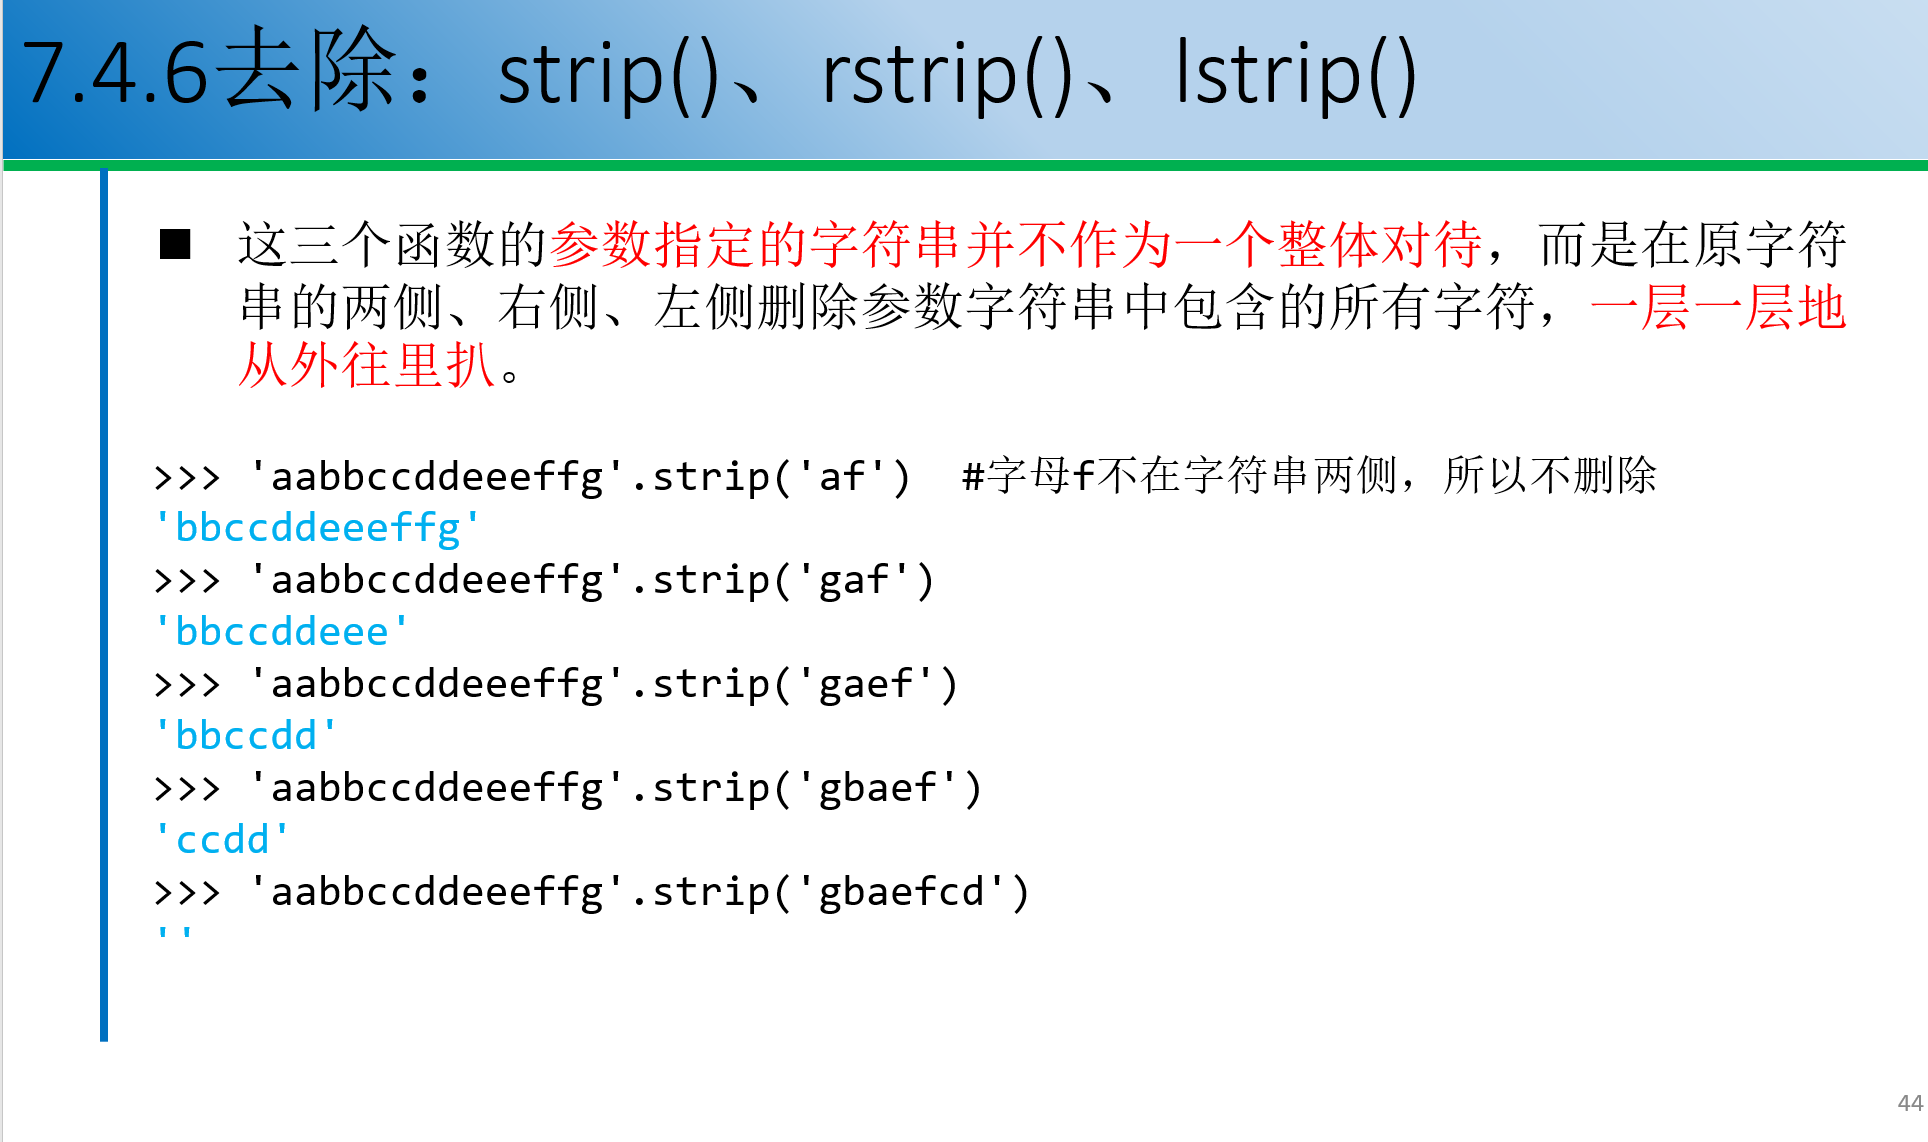 7.4.6去除：strip()、rstrip()、lstrip()
■ 这三个函数的参数指定的字符串并不作为一个整体对待，而是在原字符
串的两侧、右侧、左侧删除参数字符串中包含的所有字符，一层一层地
从外往里扒。
>>> 'aabbccddeeeffg'.strip('af')  #字母f不在字符串两侧，所以不删除
'bbccddeeeffg'
>>> 'aabbccddeeeffg'.strip('gaf')
'bbccddeee'
>>> 'aabbccddeeeffg'.strip('gaef')
'bbccdd'
>>> 'aabbccddeeeffg'.strip('gbaef')
'ccdd'
>>> 'aabbccddeeeffg'.strip('gbaefcd')
''
44